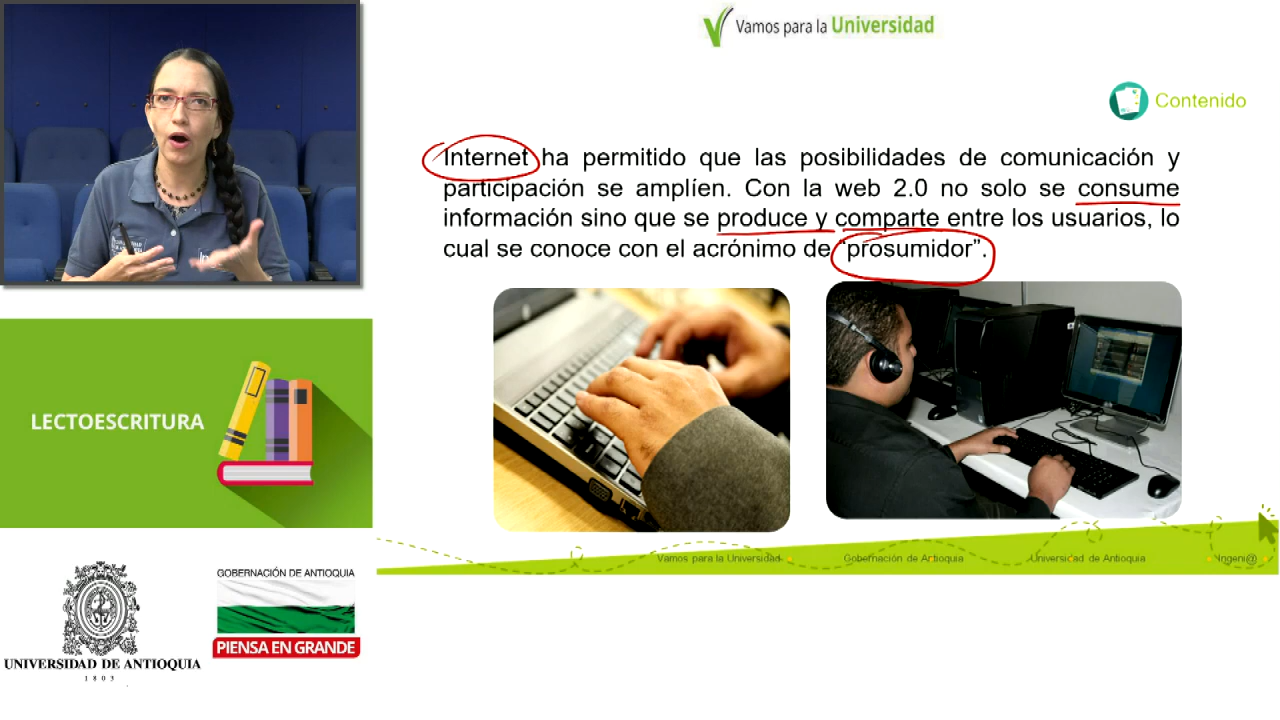 Vamos para la Universidad
Contenido
Internet ha permitido que las posibilidades de comunicación y
participación se amplíen. Con la web 2.0 no solo se consume
información sino que se produce y comparte entre los usuarios, lo
cual se conoce con el acrónimo de “prosumidor”.
LECTOESCRITURA
Vamos para la Universidad
Gobernación de Antioquia
Universidad de Antioquia
Ingeni@
UNIVERSIDAD DE ANTIOQUIA
1803
GOBERNACIÓN DE ANTIOQUIA
PIENSA EN GRANDE